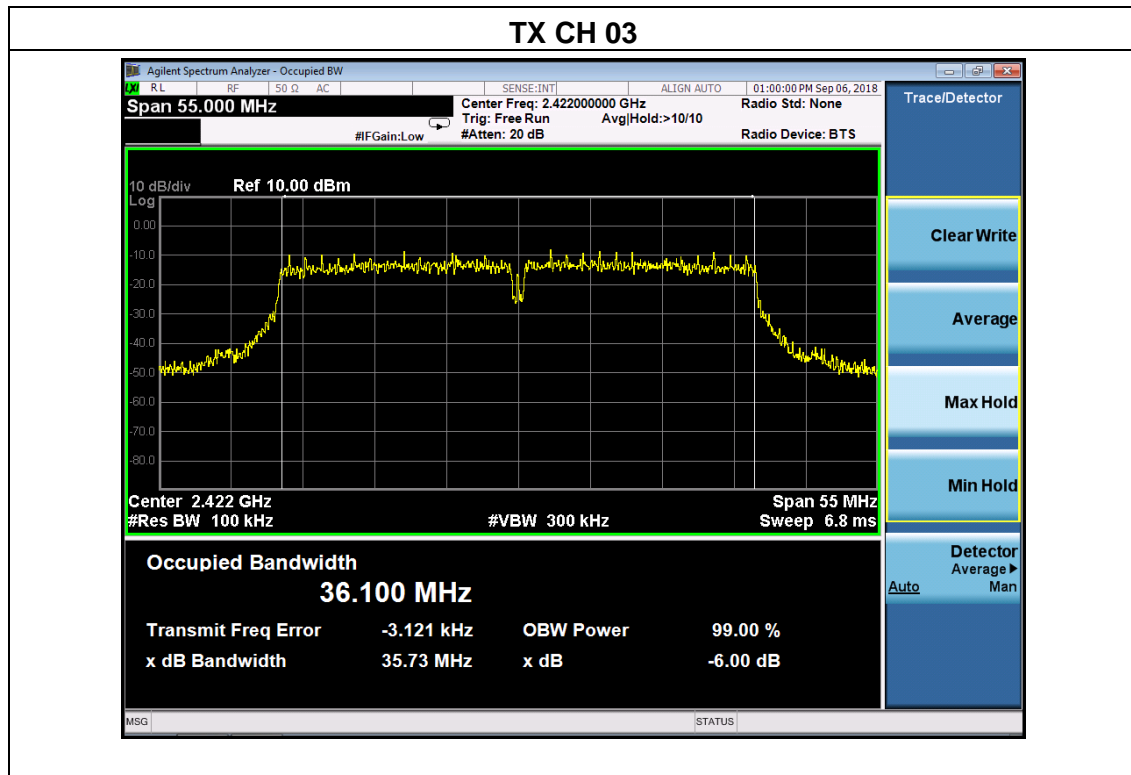 TX CH 03
Agilent Spectrum Analyzer - Occupied BW
LXI RL RF 50 Ω AC SENSE:INT ALIGN AUTO 01:00:00 PM Sep 06, 2018
Span 55.000 MHz
Center Freq: 2.422000000 GHz
Radio Std: None
Trig: Free Run Avg|Hold:>10/10
#IFGain:Low
#Atten: 20 dB
Radio Device: BTS
10 dB/div Ref 10.00 dBm
Log
0.00
-10.0
-20.0
-30.0
-40.0
-50.0
-60.0
-70.0
-80.0
Center 2.422 GHz Span 55 MHz
#Res BW 100 kHz #VBW 300 kHz Sweep 6.8 ms
Occupied Bandwidth
36.100 MHz
Transmit Freq Error -3.121 kHz OBW Power 99.00 %
x dB Bandwidth 35.73 MHz x dB -6.00 dB
MSG STATUS
Trace/Detector
Clear Write
Average
Max Hold
Min Hold
Detector
Average▶
Auto Man